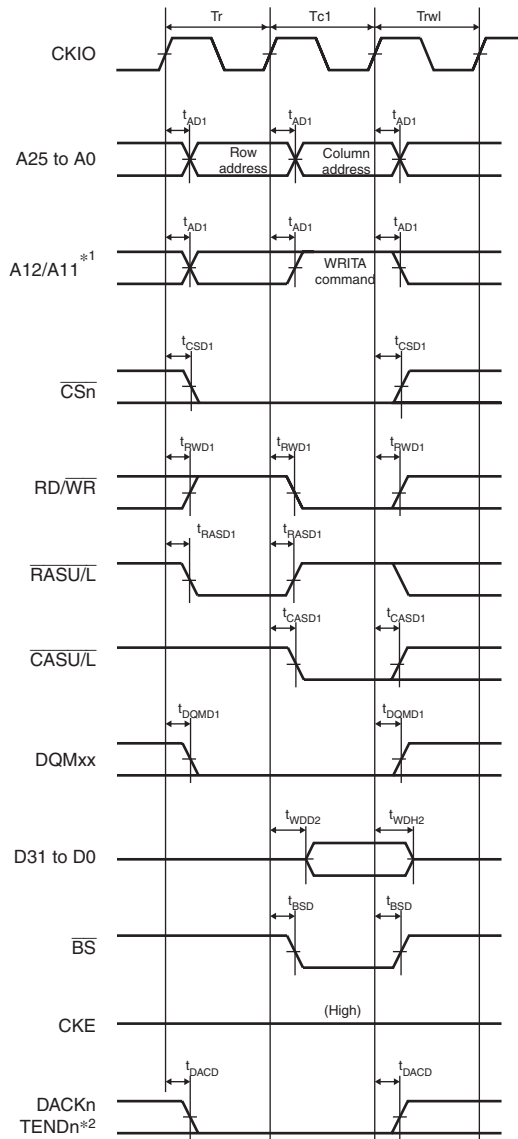 Tr Tc1 Trwl
CKIO
tAD1 tAD1 tAD1
A25 to A0
Row address
Column address
tAD1 tAD1 tAD1
A12/A11*1
WRITA command
tCSD1 tCSD1
CSn
tRWD1 tRWD1 tRWD1
RD/WR
tRASD1 tRASD1
RASU/L
tCASD1 tCASD1
CASU/L
tDQMD1 tDQMD1
DQMxx
tWDD2 tWDH2
D31 to D0
tBSD tBSD
BS
(High)
CKE
tDACD tDACD
DACKn
TENDn*2